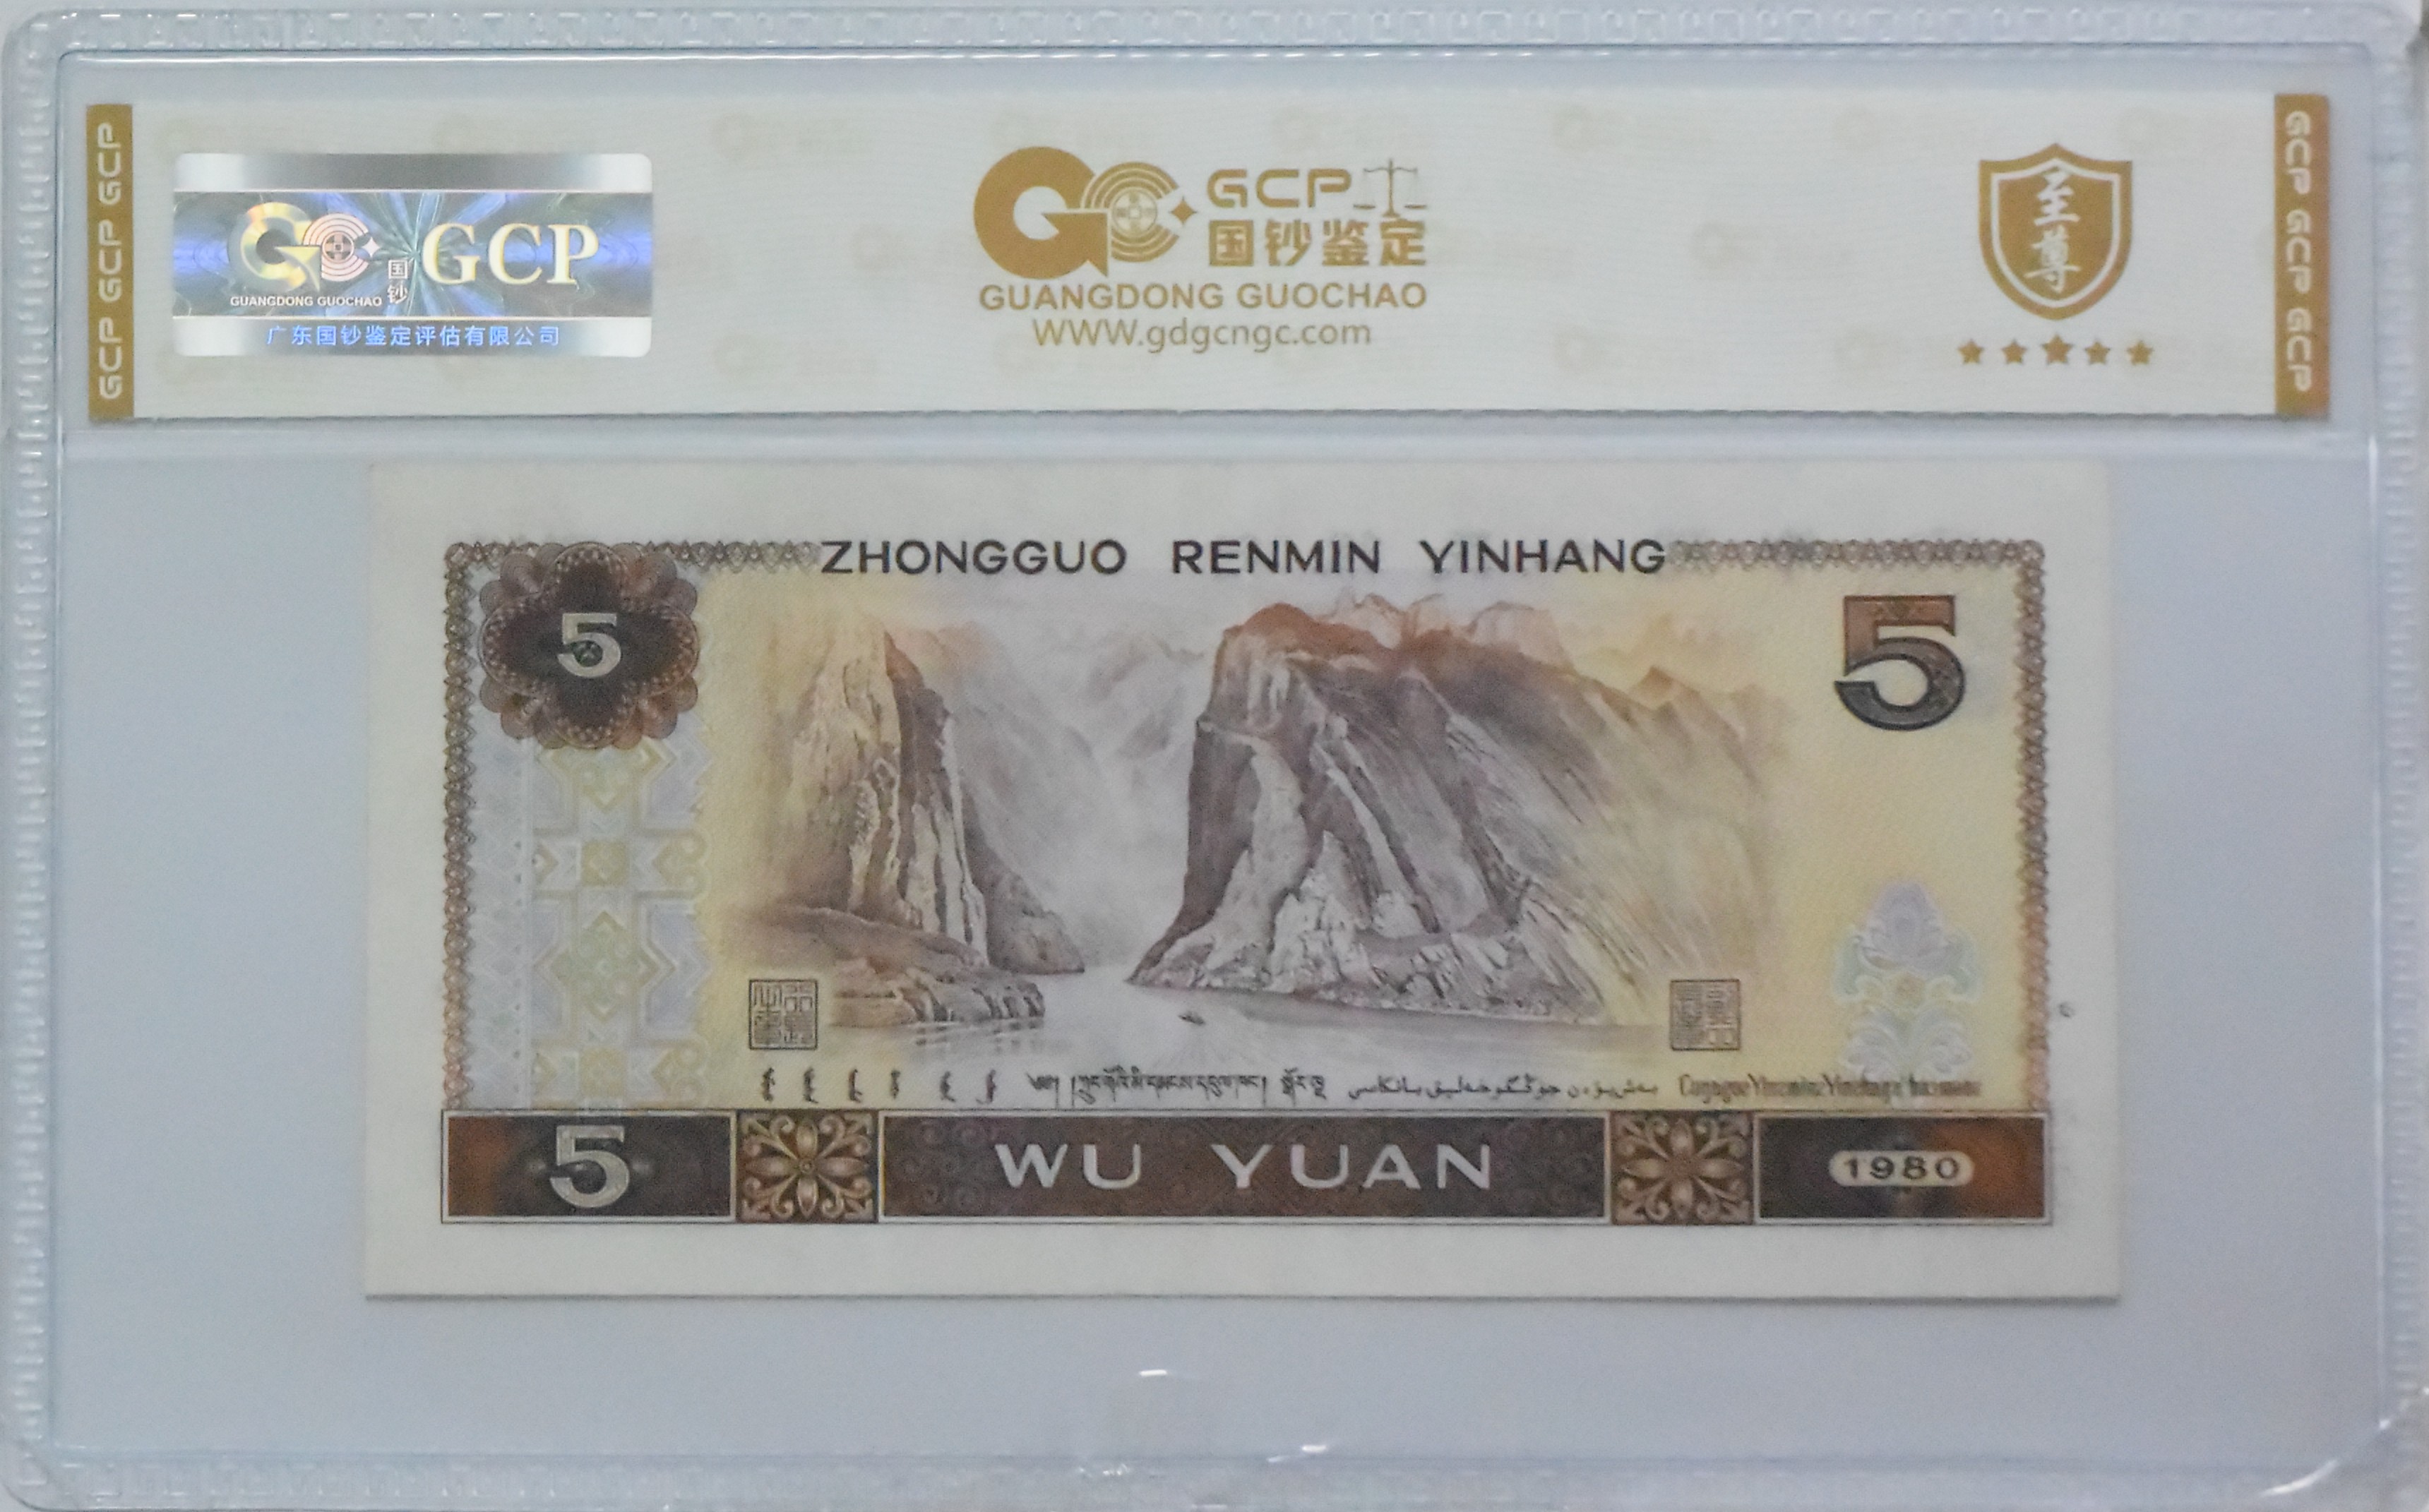 GCP GCP GCP
GCP
国钞
GUANGDONG GUOCHAO
广东国钞鉴定评估有限公司
GCP
国钞鉴定
GUANGDONG GUOCHAO
WWW.gdgcngc.com
至尊
GCP GCP GCP
ZHONGGUO RENMIN YINHANG
5
5
5
WU YUAN
1980